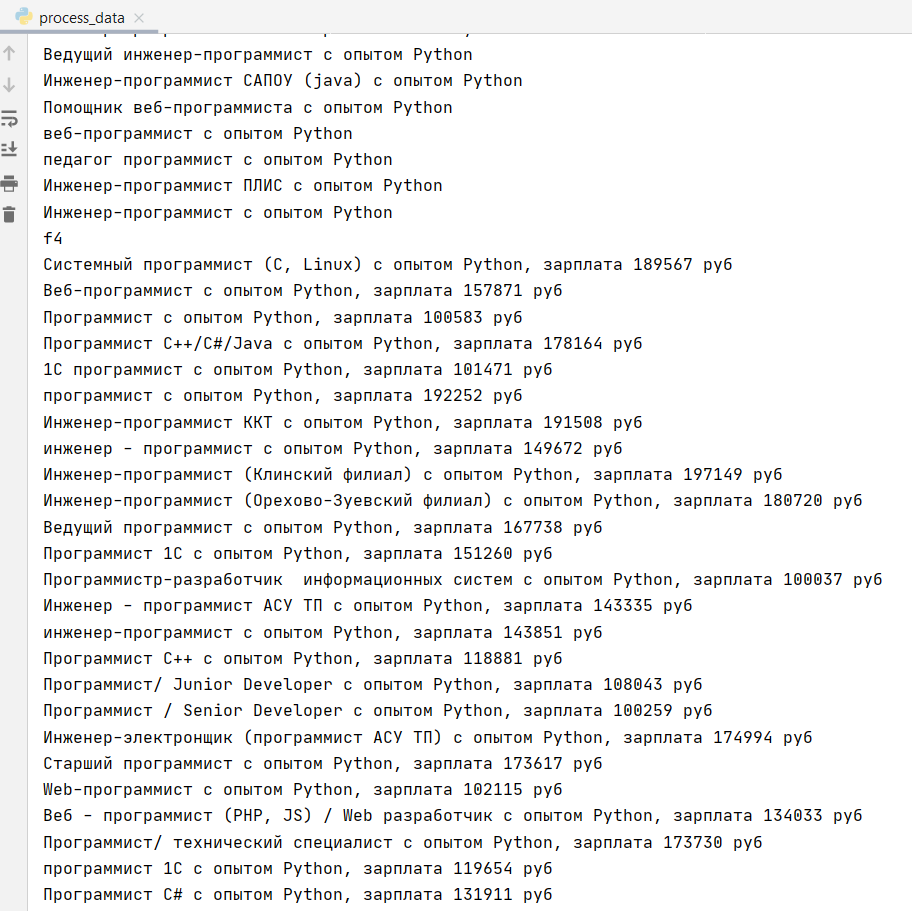 process_data
Ведущий инженер-программист с опытом Python
Инженер-программист САПОУ (java) с опытом Python
Помощник веб-программиста с опытом Python
веб-программист с опытом Python
педагог программист с опытом Python
Инженер-программист ПЛИС с опытом Python
Инженер-программист с опытом Python
f4
Системный программист (C, Linux) с опытом Python, зарплата 189567 руб
Веб-программист с опытом Python, зарплата 157871 руб
Программист с опытом Python, зарплата 100583 руб
Программист C++/C#/Java с опытом Python, зарплата 178164 руб
1С программист с опытом Python, зарплата 101471 руб
программист с опытом Python, зарплата 192252 руб
Инженер-программист ККТ с опытом Python, зарплата 191508 руб
инженер - программист с опытом Python, зарплата 149672 руб
Инженер-программист (Клинский филиал) с опытом Python, зарплата 197149 руб
Инженер-программист (Орехово-Зуевский филиал) с опытом Python, зарплата 180720 руб
Ведущий программист с опытом Python, зарплата 167738 руб
Программист 1С с опытом Python, зарплата 151260 руб
Программистр-разработчик  информационных систем с опытом Python, зарплата 100037 руб
Инженер - программист АСУ ТП с опытом Python, зарплата 143335 руб
инженер-программист с опытом Python, зарплата 143851 руб
Программист C++ с опытом Python, зарплата 118881 руб
Программист/ Junior Developer с опытом Python, зарплата 108043 руб
Программист / Senior Developer с опытом Python, зарплата 100259 руб
Инженер-электронщик (программист АСУ ТП) с опытом Python, зарплата 174994 руб
Старший программист с опытом Python, зарплата 173617 руб
Web-программист с опытом Python, зарплата 102115 руб
Веб - программист (PHP, JS) / Web разработчик с опытом Python, зарплата 134033 руб
Программист/ технический специалист с опытом Python, зарплата 173730 руб
программист 1С с опытом Python, зарплата 119654 руб
Программист C# с опытом Python, зарплата 131911 руб